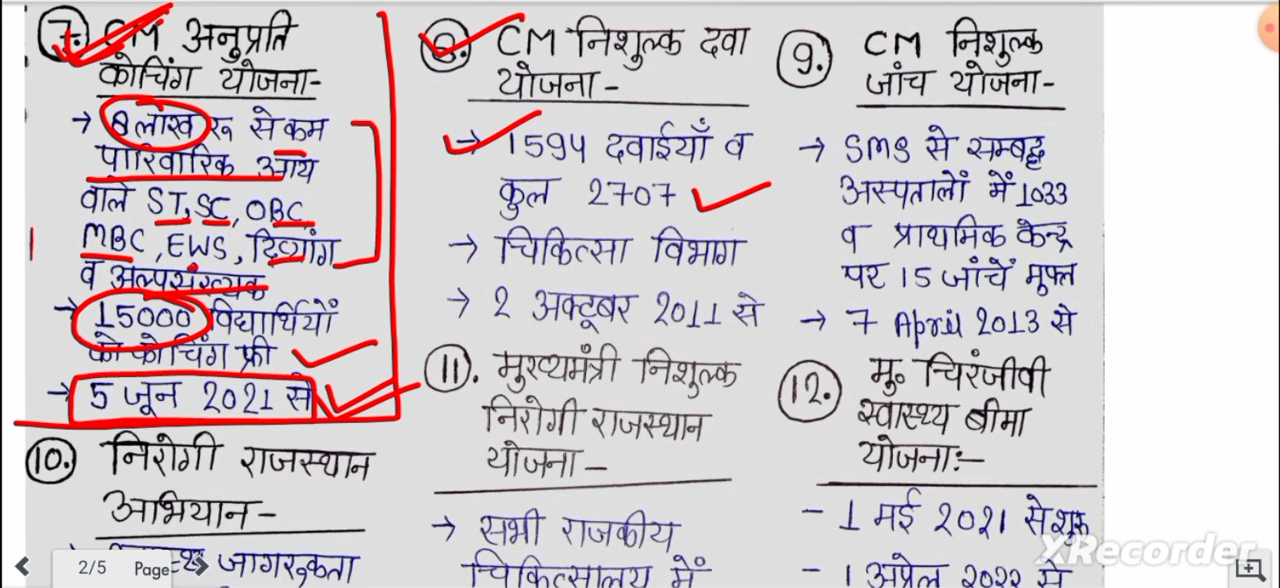 7. CM अनुप्रति
कोचिंग योजना-
→ 8 लाख रू से कम
पारिवारिक आय
वाले ST, SC, OBC,
MBC, EWS, दिव्यांग
व अल्पसंख्यक
→ 15000 विद्यार्थियों
को कोचिंग फ्री
→ 5 जून 2021 से
8. CM निशुल्क दवा
योजना-
→ 1594 दवाईयाँ व
कुल 2707
→ चिकित्सा विभाग
→ 2 अक्टूबर 2011 से
9. CM निशुल्क
जांच योजना-
→ SMS से सम्बद्ध
अस्पतालों में 1033
व प्राथमिक केन्द्र
पर 15 जांचें मुफ्त
→ 7 April 2013 से
10. निरोगी राजस्थान
अभियान-
जागरूकता
11. मुख्यमंत्री निशुल्क
निरोगी राजस्थान
योजना-
→ सभी राजकीय
चिकित्सालय में
12. मु॰ चिरंजीवी
स्वास्थ्य बीमा
योजना:-
- 1 मई 2021 से शुरू
- 1 अप्रेल 2022 से
2/5 Page
XRecorder